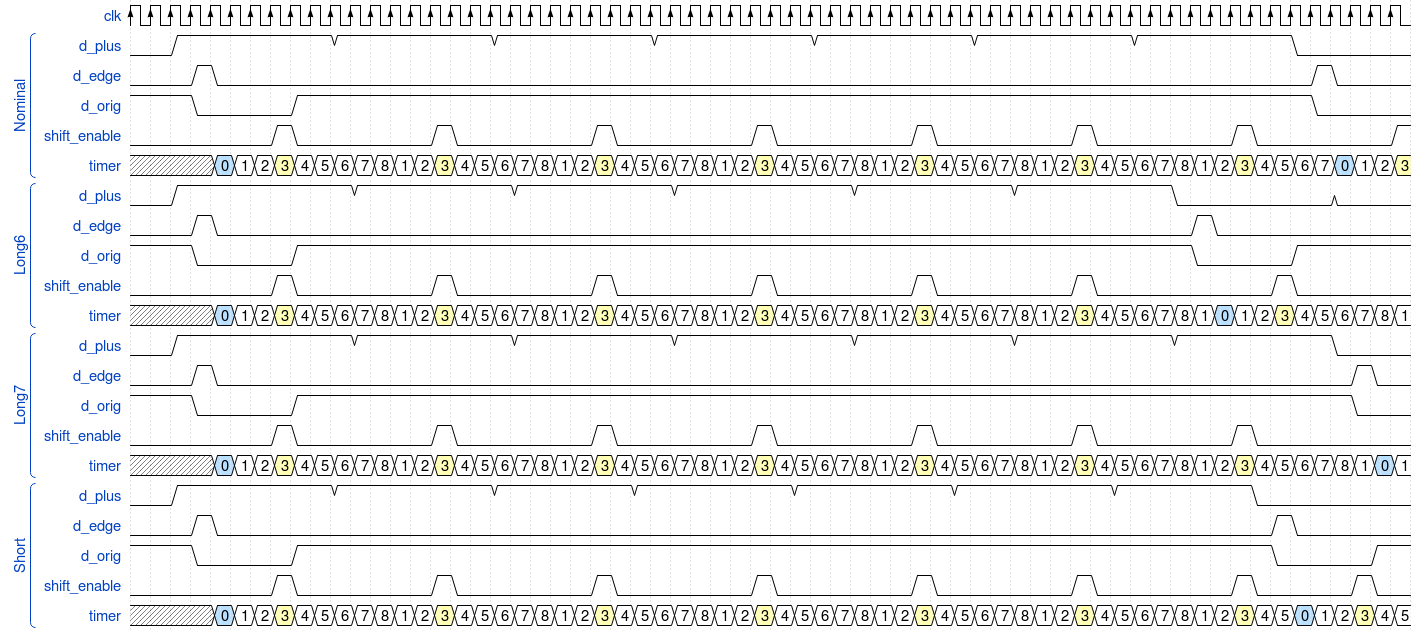 clk
Nominal
d_plus
d_edge
d_orig
shift_enable
timer 0 1 2 3 4 5 6 7 8 1 2 3 4 5 6 7 8 1 2 3 4 5 6 7 8 1 2 3 4 5 6 7 8 1 2 3 4 5 6 7 8 1 2 3 4 5 6 7 8 1 2 3 4 5 6 7 0 1 2 3
Long6
d_plus
d_edge
d_orig
shift_enable
timer 0 1 2 3 4 5 6 7 8 1 2 3 4 5 6 7 8 1 2 3 4 5 6 7 8 1 2 3 4 5 6 7 8 1 2 3 4 5 6 7 8 1 2 3 4 5 6 7 8 1 0 1 2 3 4 5 6 7 8 1
Long7
d_plus
d_edge
d_orig
shift_enable
timer 0 1 2 3 4 5 6 7 8 1 2 3 4 5 6 7 8 1 2 3 4 5 6 7 8 1 2 3 4 5 6 7 8 1 2 3 4 5 6 7 8 1 2 3 4 5 6 7 8 1 2 3 4 5 6 7 8 1 0 1
Short
d_plus
d_edge
d_orig
shift_enable
timer 0 1 2 3 4 5 6 7 8 1 2 3 4 5 6 7 8 1 2 3 4 5 6 7 8 1 2 3 4 5 6 7 8 1 2 3 4 5 6 7 8 1 2 3 4 5 6 7 8 1 2 3 4 5 0 1 2 3 4 5